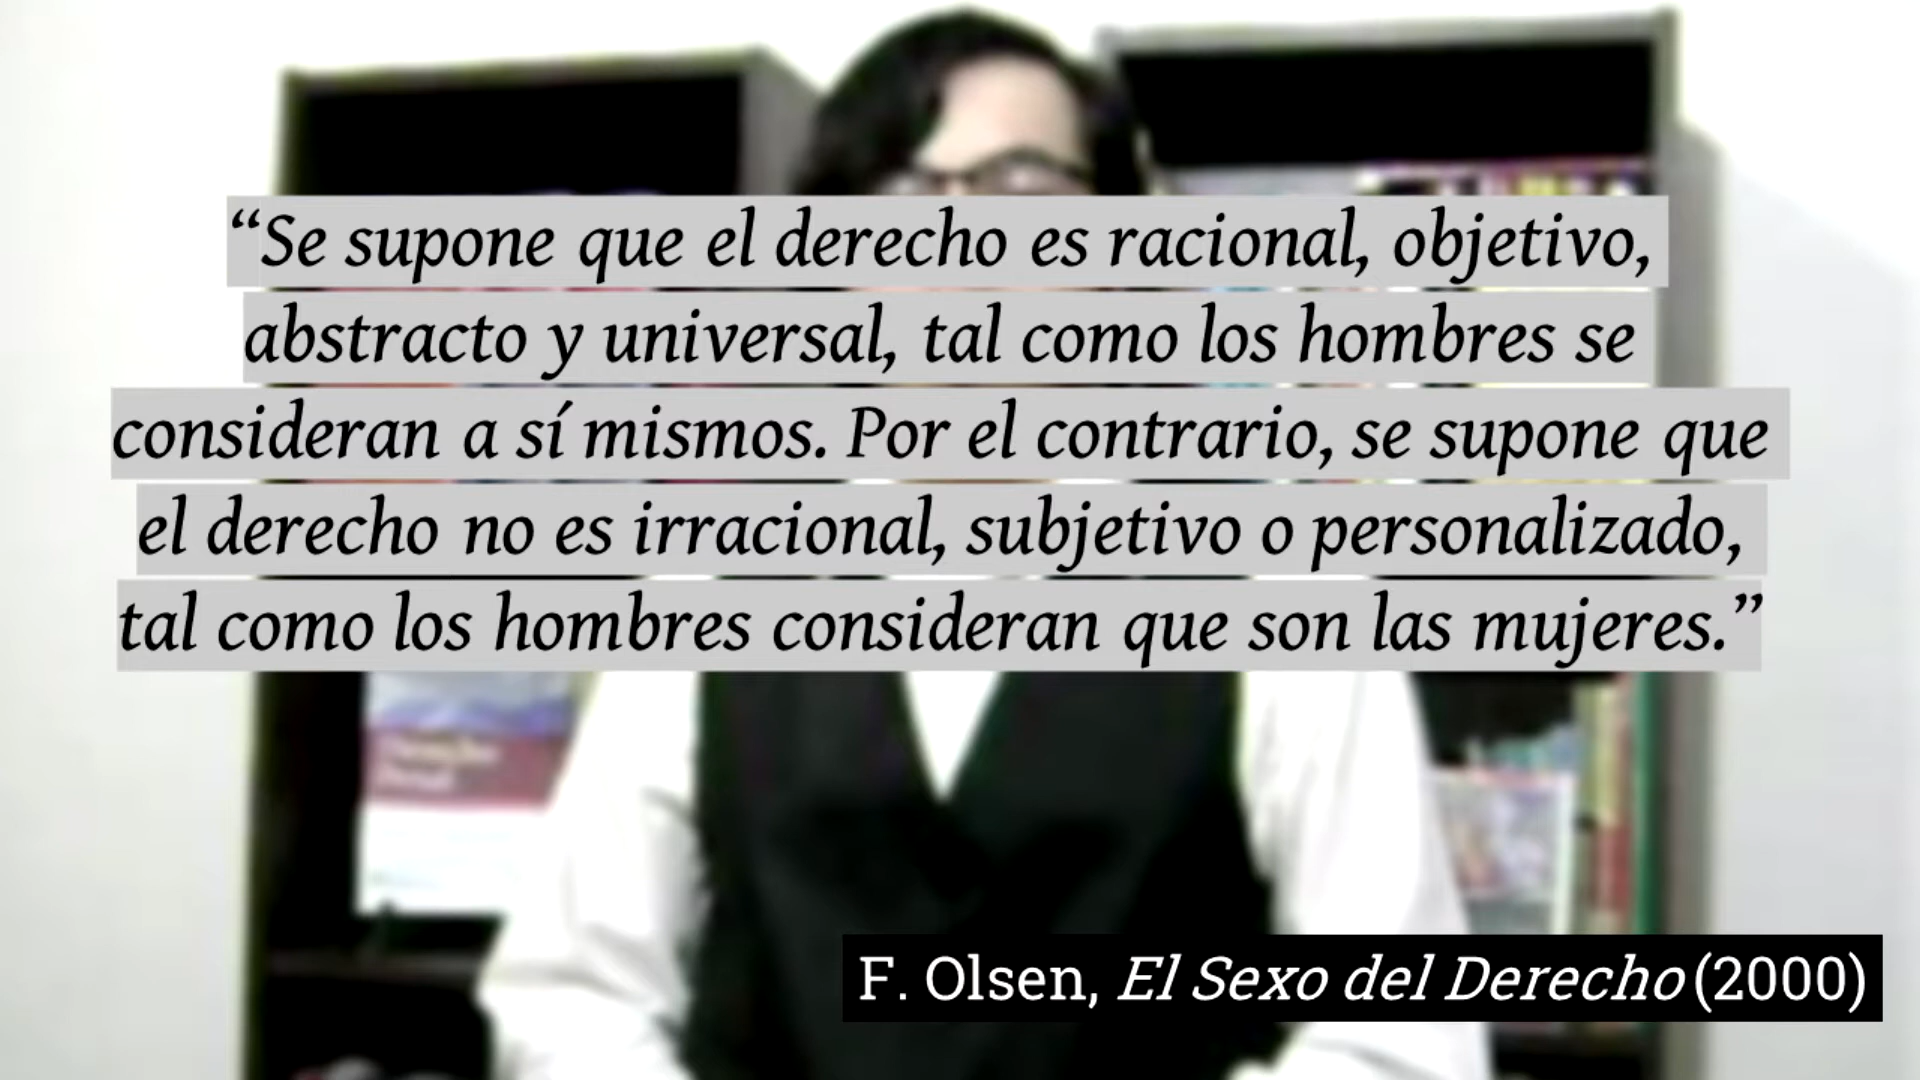 “Se supone que el derecho es racional, objetivo,
abstracto y universal, tal como los hombres se
consideran a sí mismos. Por el contrario, se supone que
el derecho no es irracional, subjetivo o personalizado,
tal como los hombres consideran que son las mujeres.”
F. Olsen, El Sexo del Derecho (2000)